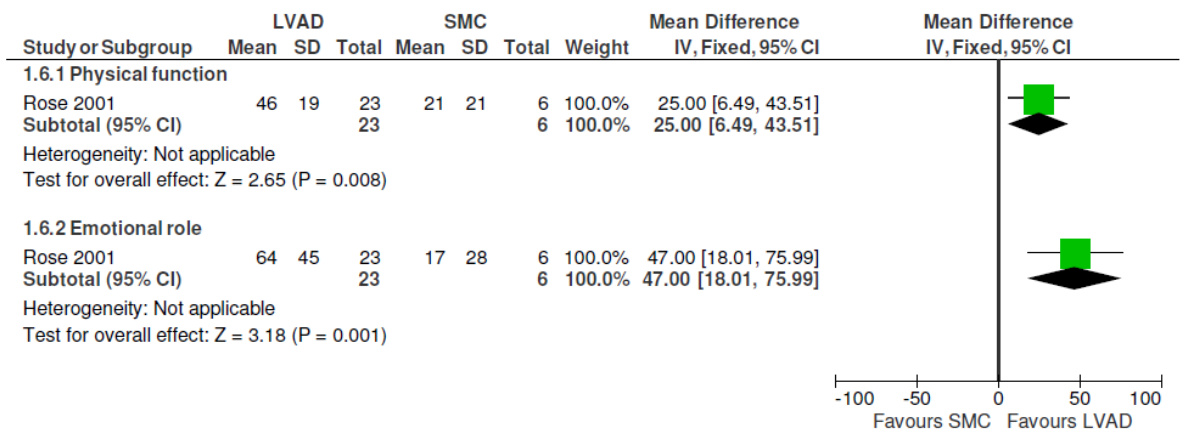 LVAD SMC Mean Difference Mean Difference
Study or Subgroup Mean SD Total Mean SD Total Weight IV, Fixed, 95% CI IV, Fixed, 95% CI
1.6.1 Physical function
Rose 2001 46 19 23 21 21 6 100.0% 25.00 [6.49, 43.51]
Subtotal (95% CI) 23 6 100.0% 25.00 [6.49, 43.51]
Heterogeneity: Not applicable
Test for overall effect: Z = 2.65 (P = 0.008)
1.6.2 Emotional role
Rose 2001 64 45 23 17 28 6 100.0% 47.00 [18.01, 75.99]
Subtotal (95% CI) 23 6 100.0% 47.00 [18.01, 75.99]
Heterogeneity: Not applicable
Test for overall effect: Z = 3.18 (P = 0.001)
-100 -50 0 50 100
Favours SMC Favours LVAD